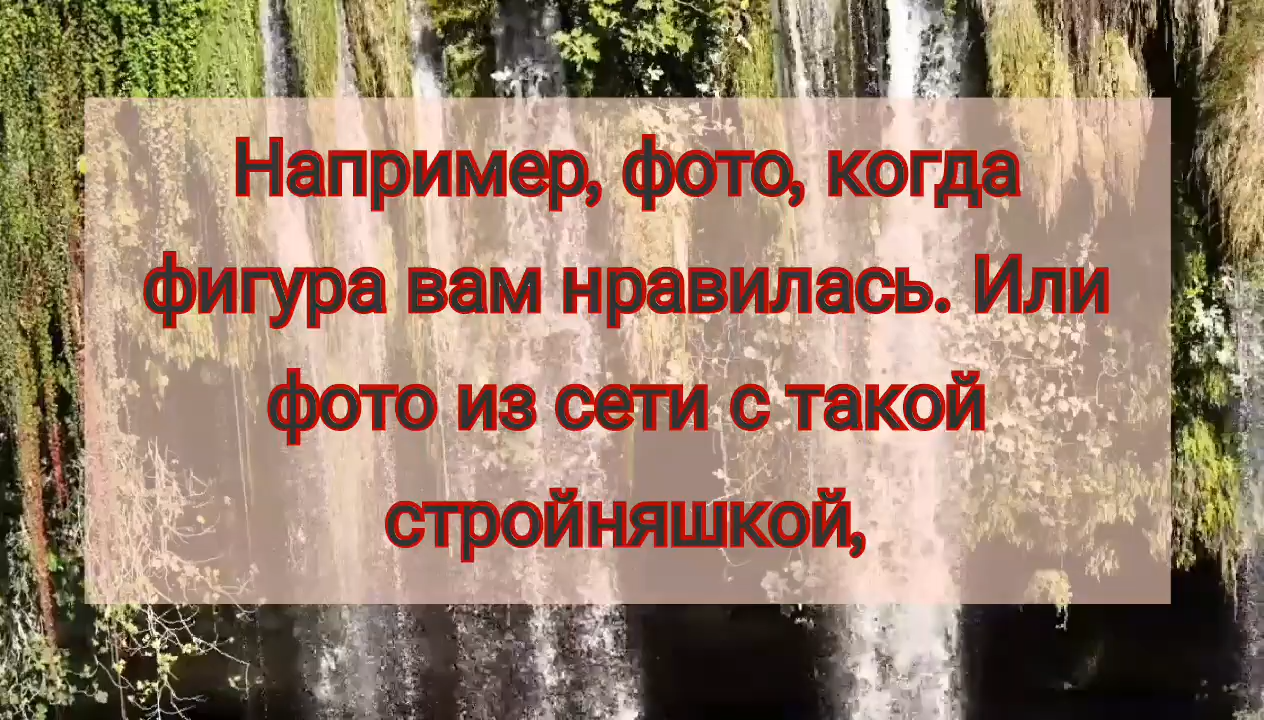 Например, фото, когда
фигура вам нравилась. Или
фото из сети с такой
стройняшкой,